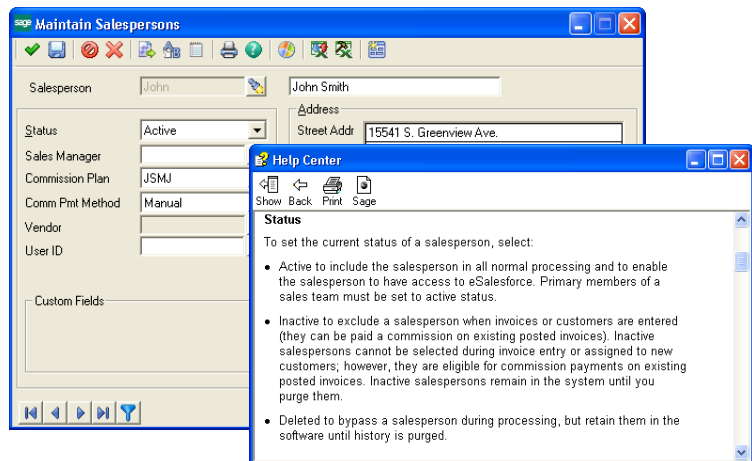 sage Maintain Salespersons
Salesperson John John Smith
Address
Status Active Street Addr 15541 S. Greenview Ave.
Sales Manager
Commission Plan JSMJ
Comm Pmt Method Manual
Vendor
User ID
Custom Fields
Help Center
Show Back Print Sage
Status
To set the current status of a salesperson, select:
• Active to include the salesperson in all normal processing and to enable
the salesperson to have access to eSalesforce. Primary members of a
sales team must be set to active status.
• Inactive to exclude a salesperson when invoices or customers are entered
(they can be paid a commission on existing posted invoices). Inactive
salespersons cannot be selected during invoice entry or assigned to new
customers; however, they are eligible for commission payments on existing
posted invoices. Inactive salespersons remain in the system until you
purge them.
• Deleted to bypass a salesperson during processing, but retain them in the
software until history is purged.